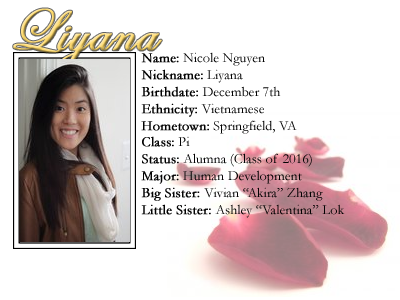 Liyana
Name: Nicole Nguyen
Nickname: Liyana
Birthdate: December 7th
Ethnicity: Vietnamese
Hometown: Springfield, VA
Class: Pi
Status: Alumna (Class of 2016)
Major: Human Development
Big Sister: Vivian “Akira” Zhang
Little Sister: Ashley “Valentina” Lok